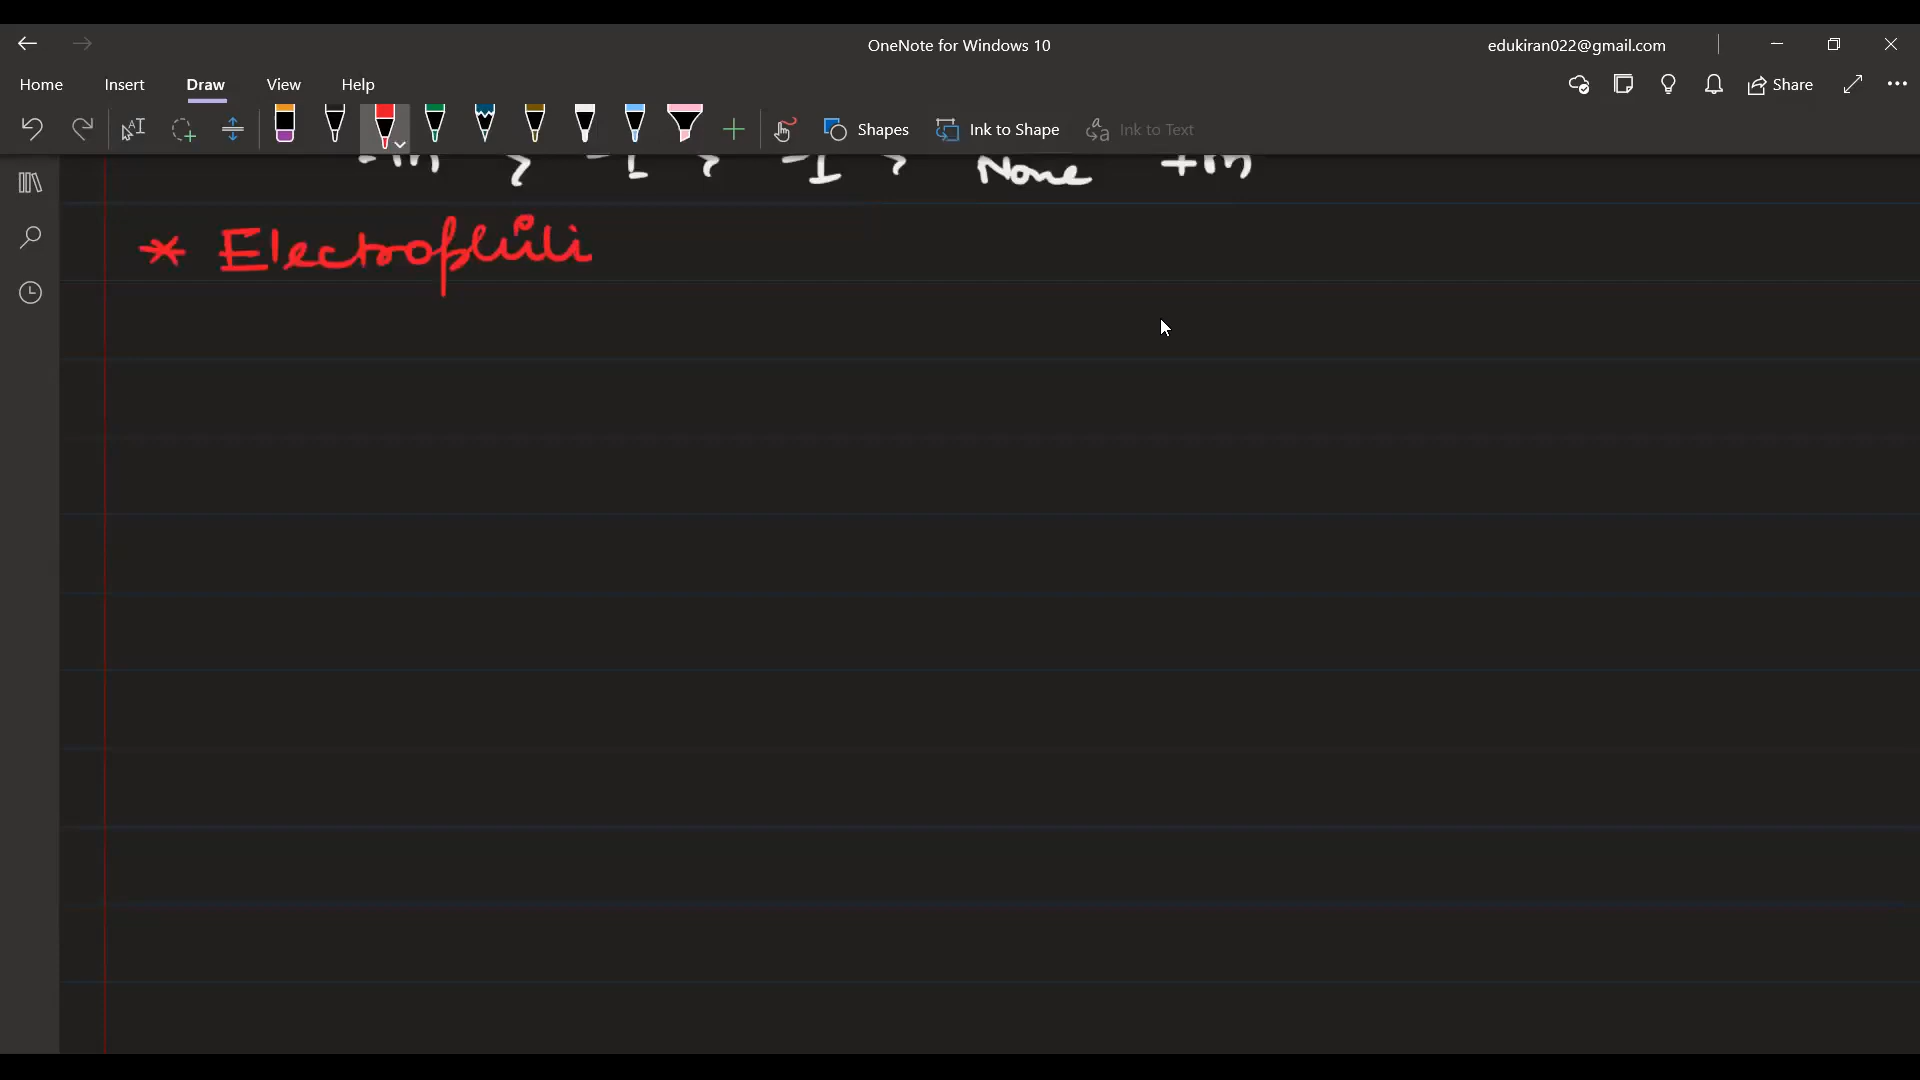 OneNote for Windows 10
edukiran022@gmail.com
Home Insert Draw View Help
Share
Shapes Ink to Shape Ink to Text
-m > -I > -I > None +m
* Electrophili